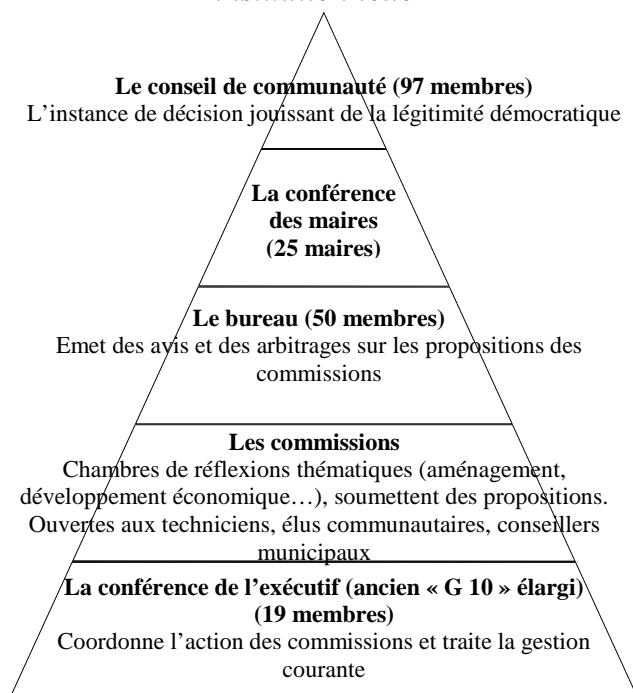 Le conseil de communauté (97 membres)
L'instance de décision jouissant de la légitimité démocratique
La conférence
des maires
(25 maires)
Le bureau (50 membres)
Emet des avis et des arbitrages sur les propositions des
commissions
Les commissions
Chambres de réflexions thématiques (aménagement,
développement économique…), soumettent des propositions.
Ouvertes aux techniciens, élus communautaires, conseillers
municipaux
La conférence de l'exécutif (ancien « G 10 » élargi)
(19 membres)
Coordonne l'action des commissions et traite la gestion
courante